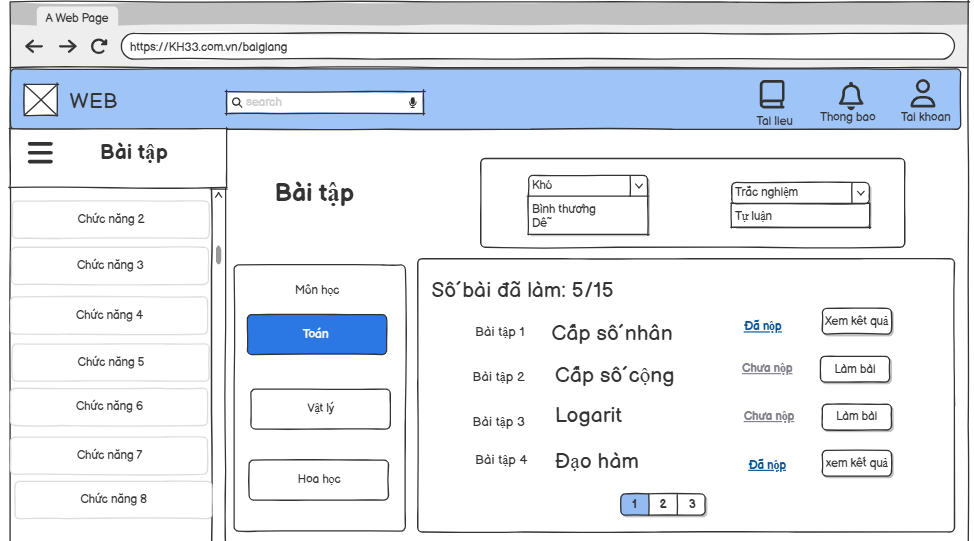 A Web Page
https://KH33.com.vn/baigiang
WEB
search
Tai lieu
Thong bao
Tai khoan
Bài tập
Chức năng 2
Chức năng 3
Chức năng 4
Chức năng 5
Chức năng 6
Chức năng 7
Chức năng 8
Bài tập
Khó
Bình thương
Dễ
Trắc nghiệm
Tự luận
Môn học
Toán
Vật lý
Hoa học
Số bài đã làm: 5/15
Bài tập 1 Cấp số nhân Đã nộp Xem kết quả
Bài tập 2 Cấp số cộng Chưa nộp Làm bài
Bài tập 3 Logarit Chưa nộp Làm bài
Bài tập 4 Đạo hàm Đã nộp xem kết quả
1 2 3